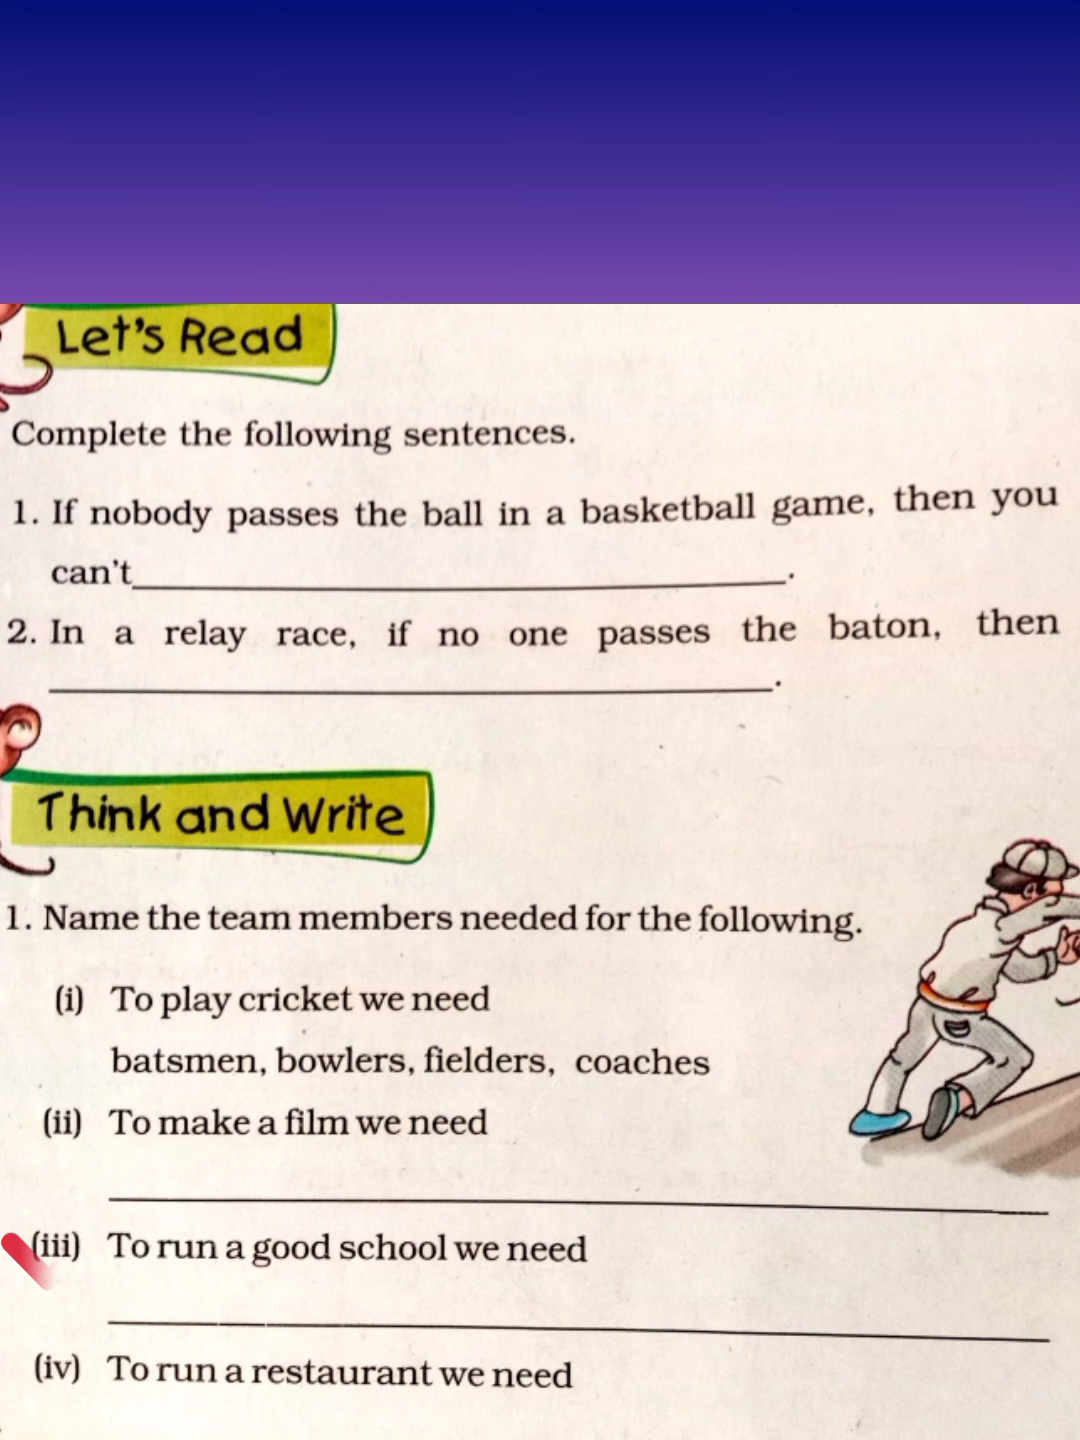 Let's Read
Complete the following sentences.
1. If nobody passes the ball in a basketball game, then you
can't____________________.
2. In a relay race, if no one passes the baton, then
____________________.
Think and Write
1. Name the team members needed for the following.
(i) To play cricket we need
batsmen, bowlers, fielders, coaches
(ii) To make a film we need
(iii) To run a good school we need
(iv) To run a restaurant we need